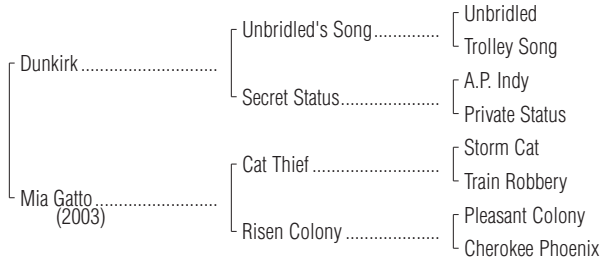 Unbridled
Unbridled's Song..............
Trolley Song
Dunkirk............................
A.P. Indy
Secret Status.....................
Private Status
Storm Cat
Cat Thief ..........................
Train Robbery
Mia Gatto.........................
(2003)
Pleasant Colony
Risen Colony ....................
Cherokee Phoenix